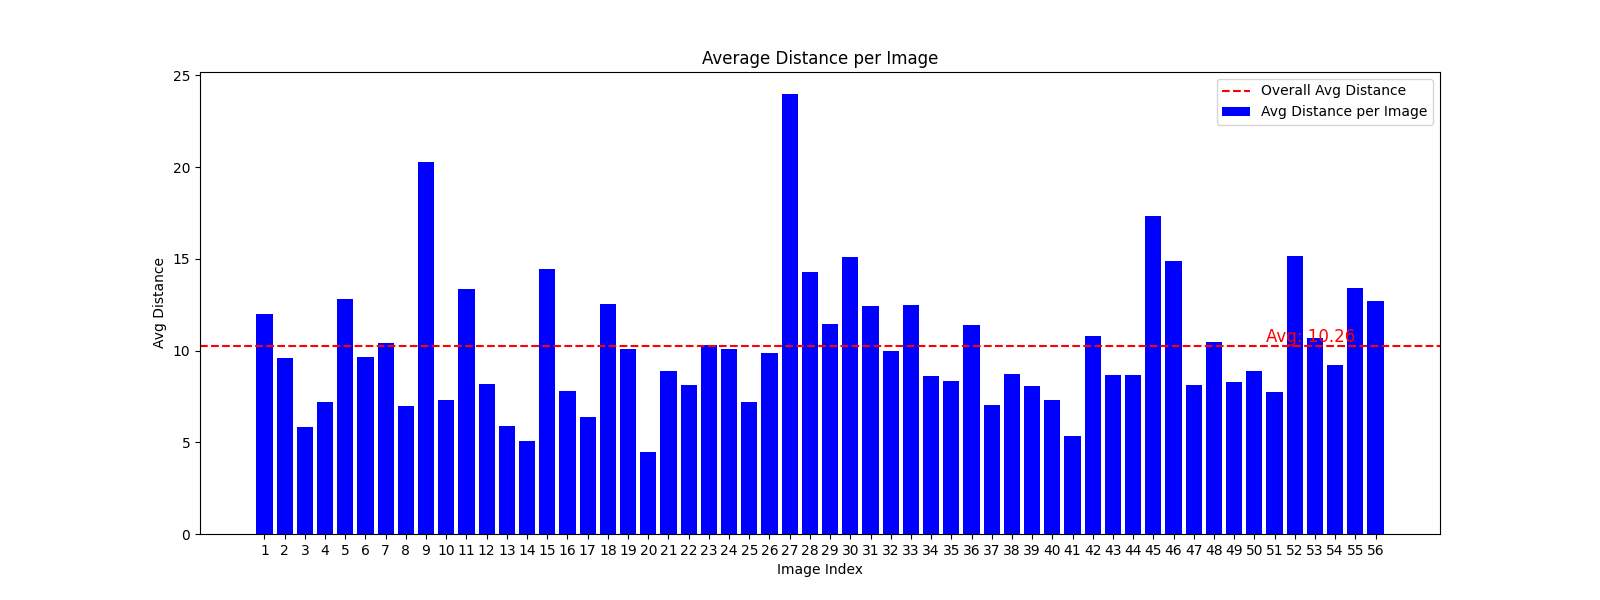 Average Distance per Image
25
20
15
10
5
0
Avg Distance
Overall Avg Distance
Avg Distance per Image
Avg: 10.26
1 2 3 4 5 6 7 8 9 10 11 12 13 14 15 16 17 18 19 20 21 22 23 24 25 26 27 28 29 30 31 32 33 34 35 36 37 38 39 40 41 42 43 44 45 46 47 48 49 50 51 52 53 54 55 56
Image Index